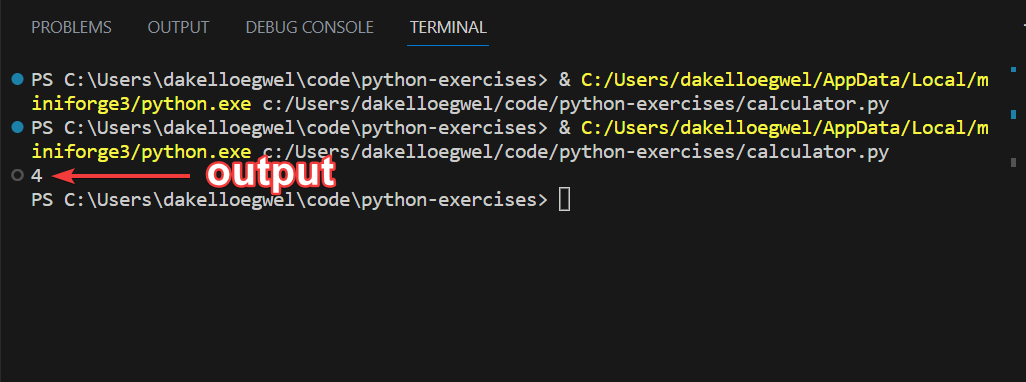 PROBLEMS OUTPUT DEBUG CONSOLE TERMINAL
PS C:\Users\dakelloegwel\code\python-exercises> & C:/Users/dakelloegwel/AppData/Local/m
iniforge3/python.exe c:/Users/dakelloegwel/code/python-exercises/calculator.py
PS C:\Users\dakelloegwel\code\python-exercises> & C:/Users/dakelloegwel/AppData/Local/m
iniforge3/python.exe c:/Users/dakelloegwel/code/python-exercises/calculator.py
4 output
PS C:\Users\dakelloegwel\code\python-exercises>